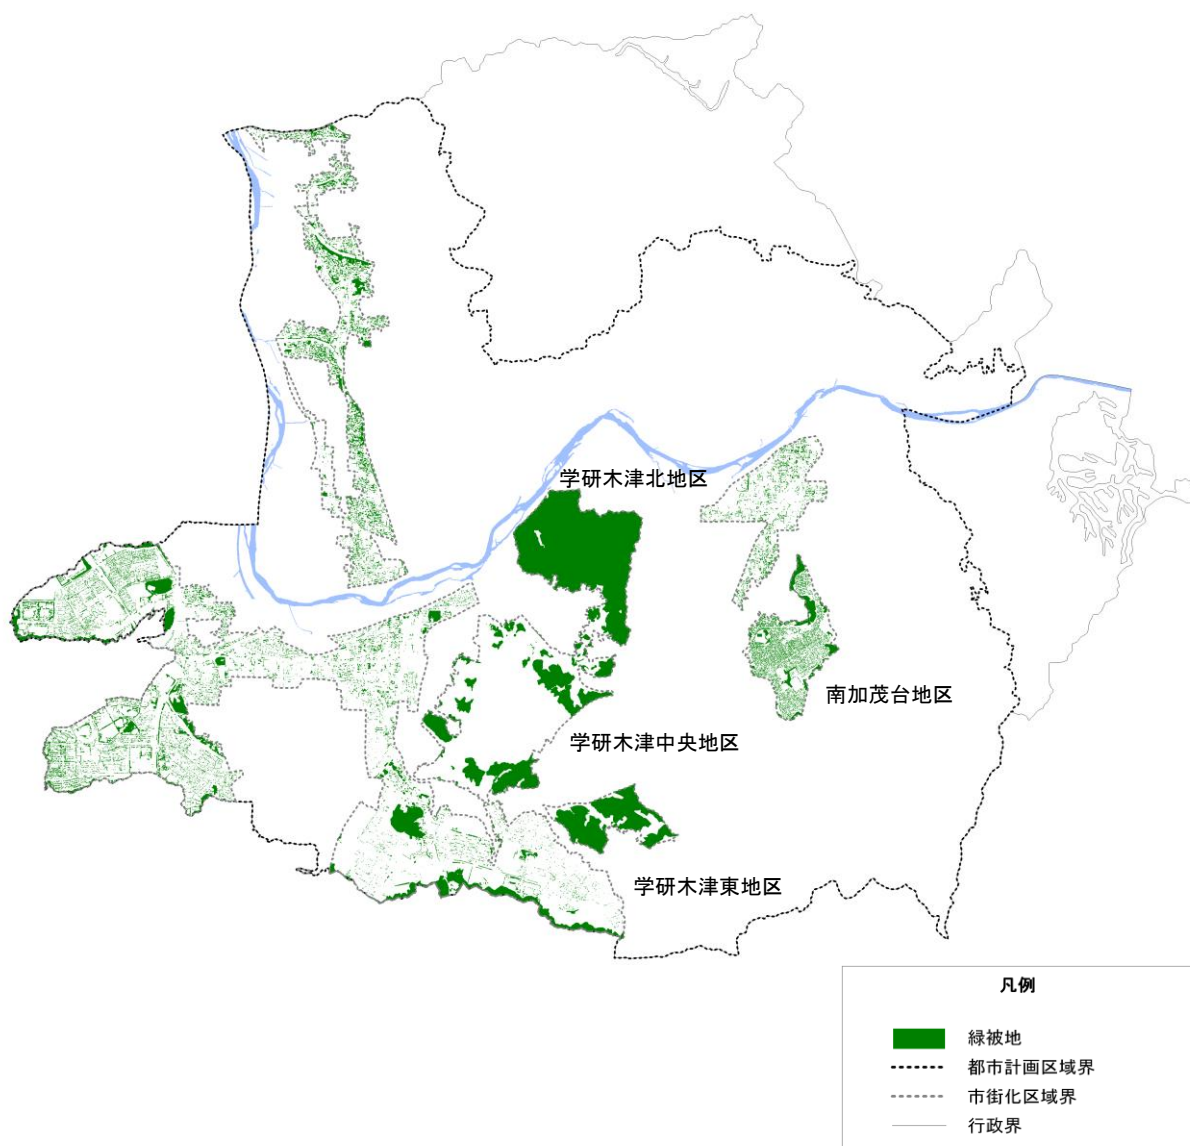 学研木津北地区
南加茂台地区
学研木津中央地区
学研木津東地区
凡例
緑被地
都市計画区域界
市街化区域界
行政界